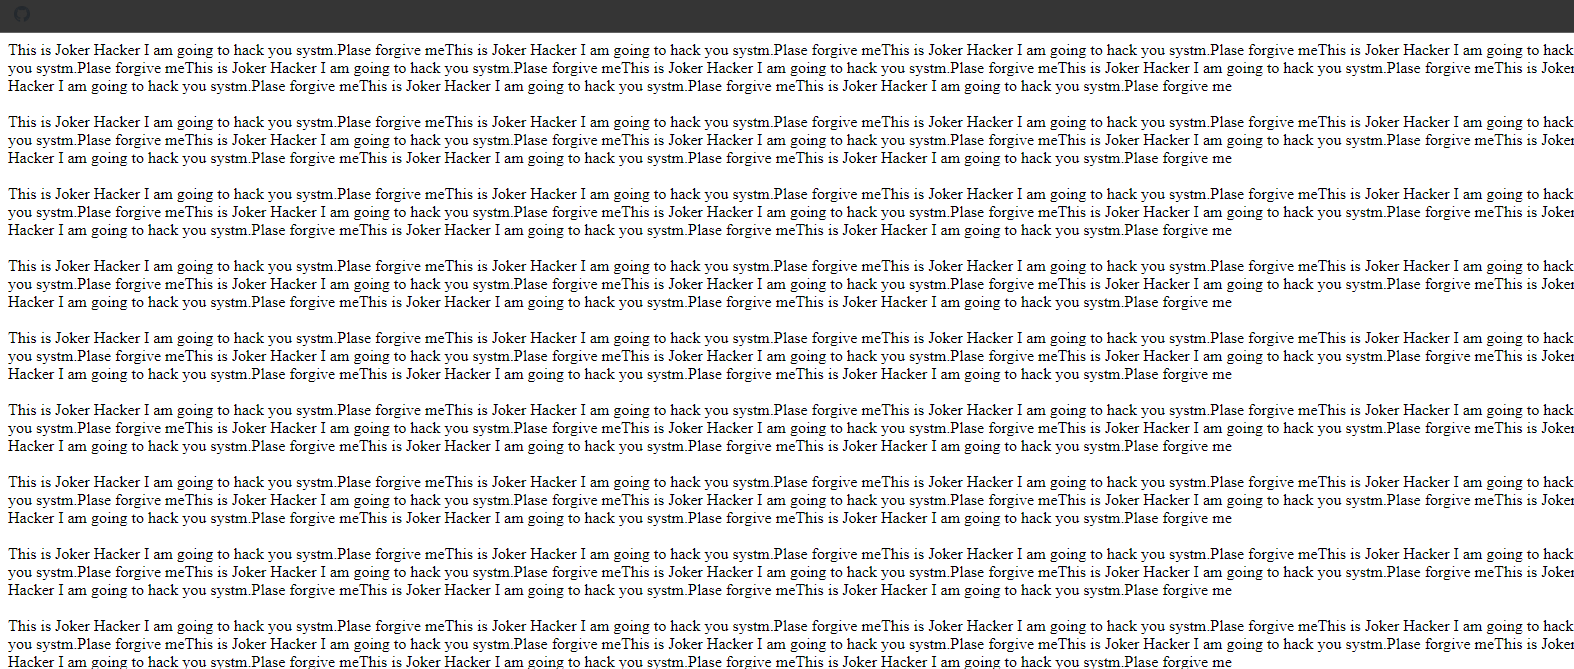 This is Joker Hacker I am going to hack you systm.Plase forgive meThis is Joker Hacker I am going to hack you systm.Plase forgive meThis is Joker Hacker I am going to hack you systm.Plase forgive meThis is Joker Hacker I am going to hack
you systm.Plase forgive meThis is Joker Hacker I am going to hack you systm.Plase forgive meThis is Joker Hacker I am going to hack you systm.Plase forgive meThis is Joker Hacker I am going to hack you systm.Plase forgive meThis is Joker
Hacker I am going to hack you systm.Plase forgive meThis is Joker Hacker I am going to hack you systm.Plase forgive meThis is Joker Hacker I am going to hack you systm.Plase forgive me
This is Joker Hacker I am going to hack you systm.Plase forgive meThis is Joker Hacker I am going to hack you systm.Plase forgive meThis is Joker Hacker I am going to hack you systm.Plase forgive meThis is Joker Hacker I am going to hack
you systm.Plase forgive meThis is Joker Hacker I am going to hack you systm.Plase forgive meThis is Joker Hacker I am going to hack you systm.Plase forgive meThis is Joker Hacker I am going to hack you systm.Plase forgive meThis is Joker
Hacker I am going to hack you systm.Plase forgive meThis is Joker Hacker I am going to hack you systm.Plase forgive meThis is Joker Hacker I am going to hack you systm.Plase forgive me
This is Joker Hacker I am going to hack you systm.Plase forgive meThis is Joker Hacker I am going to hack you systm.Plase forgive meThis is Joker Hacker I am going to hack you systm.Plase forgive meThis is Joker Hacker I am going to hack
you systm.Plase forgive meThis is Joker Hacker I am going to hack you systm.Plase forgive meThis is Joker Hacker I am going to hack you systm.Plase forgive meThis is Joker Hacker I am going to hack you systm.Plase forgive meThis is Joker
Hacker I am going to hack you systm.Plase forgive meThis is Joker Hacker I am going to hack you systm.Plase forgive meThis is Joker Hacker I am going to hack you systm.Plase forgive me
This is Joker Hacker I am going to hack you systm.Plase forgive meThis is Joker Hacker I am going to hack you systm.Plase forgive meThis is Joker Hacker I am going to hack you systm.Plase forgive meThis is Joker Hacker I am going to hack
you systm.Plase forgive meThis is Joker Hacker I am going to hack you systm.Plase forgive meThis is Joker Hacker I am going to hack you systm.Plase forgive meThis is Joker Hacker I am going to hack you systm.Plase forgive meThis is Joker
Hacker I am going to hack you systm.Plase forgive meThis is Joker Hacker I am going to hack you systm.Plase forgive meThis is Joker Hacker I am going to hack you systm.Plase forgive me
This is Joker Hacker I am going to hack you systm.Plase forgive meThis is Joker Hacker I am going to hack you systm.Plase forgive meThis is Joker Hacker I am going to hack you systm.Plase forgive meThis is Joker Hacker I am going to hack
you systm.Plase forgive meThis is Joker Hacker I am going to hack you systm.Plase forgive meThis is Joker Hacker I am going to hack you systm.Plase forgive meThis is Joker Hacker I am going to hack you systm.Plase forgive meThis is Joker
Hacker I am going to hack you systm.Plase forgive meThis is Joker Hacker I am going to hack you systm.Plase forgive meThis is Joker Hacker I am going to hack you systm.Plase forgive me
This is Joker Hacker I am going to hack you systm.Plase forgive meThis is Joker Hacker I am going to hack you systm.Plase forgive meThis is Joker Hacker I am going to hack you systm.Plase forgive meThis is Joker Hacker I am going to hack
you systm.Plase forgive meThis is Joker Hacker I am going to hack you systm.Plase forgive meThis is Joker Hacker I am going to hack you systm.Plase forgive meThis is Joker Hacker I am going to hack you systm.Plase forgive meThis is Joker
Hacker I am going to hack you systm.Plase forgive meThis is Joker Hacker I am going to hack you systm.Plase forgive meThis is Joker Hacker I am going to hack you systm.Plase forgive me
This is Joker Hacker I am going to hack you systm.Plase forgive meThis is Joker Hacker I am going to hack you systm.Plase forgive meThis is Joker Hacker I am going to hack you systm.Plase forgive meThis is Joker Hacker I am going to hack
you systm.Plase forgive meThis is Joker Hacker I am going to hack you systm.Plase forgive meThis is Joker Hacker I am going to hack you systm.Plase forgive meThis is Joker Hacker I am going to hack you systm.Plase forgive meThis is Joker
Hacker I am going to hack you systm.Plase forgive meThis is Joker Hacker I am going to hack you systm.Plase forgive meThis is Joker Hacker I am going to hack you systm.Plase forgive me
This is Joker Hacker I am going to hack you systm.Plase forgive meThis is Joker Hacker I am going to hack you systm.Plase forgive meThis is Joker Hacker I am going to hack you systm.Plase forgive meThis is Joker Hacker I am going to hack
you systm.Plase forgive meThis is Joker Hacker I am going to hack you systm.Plase forgive meThis is Joker Hacker I am going to hack you systm.Plase forgive meThis is Joker Hacker I am going to hack you systm.Plase forgive meThis is Joker
Hacker I am going to hack you systm.Plase forgive meThis is Joker Hacker I am going to hack you systm.Plase forgive meThis is Joker Hacker I am going to hack you systm.Plase forgive me
This is Joker Hacker I am going to hack you systm.Plase forgive meThis is Joker Hacker I am going to hack you systm.Plase forgive meThis is Joker Hacker I am going to hack you systm.Plase forgive meThis is Joker Hacker I am going to hack
you systm.Plase forgive meThis is Joker Hacker I am going to hack you systm.Plase forgive meThis is Joker Hacker I am going to hack you systm.Plase forgive meThis is Joker Hacker I am going to hack you systm.Plase forgive meThis is Joker
Hacker I am going to hack you systm.Plase forgive meThis is Joker Hacker I am going to hack you systm.Plase forgive meThis is Joker Hacker I am going to hack you systm.Plase forgive me